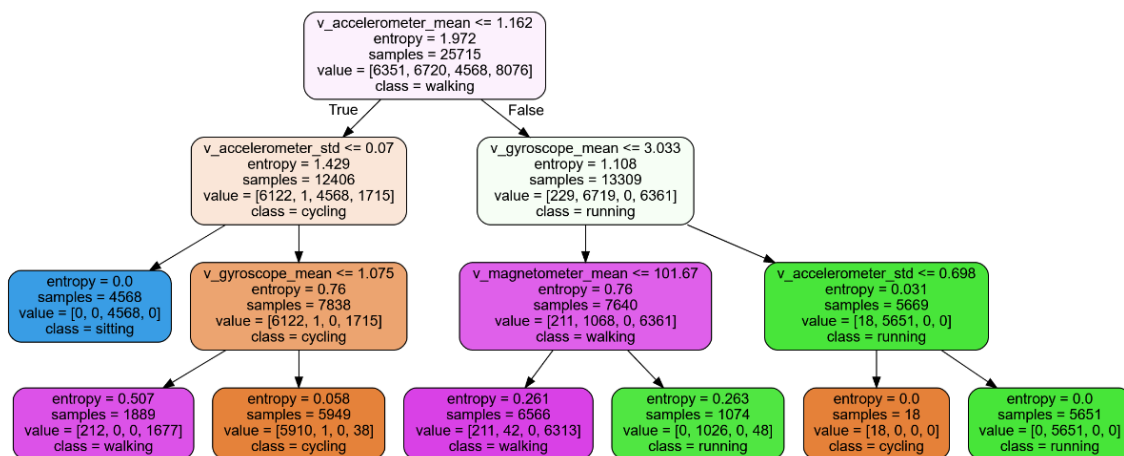 v_accelerometer_mean <= 1.162
entropy = 1.972
samples = 25715
value = [6351, 6720, 4568, 8076]
class = walking
True
False
v_accelerometer_std <= 0.07
entropy = 1.429
samples = 12406
value = [6122, 1, 4568, 1715]
class = cycling
v_gyroscope_mean <= 3.033
entropy = 1.108
samples = 13309
value = [229, 6719, 0, 6361]
class = running
entropy = 0.0
samples = 4568
value = [0, 0, 4568, 0]
class = sitting
v_gyroscope_mean <= 1.075
entropy = 0.76
samples = 7838
value = [6122, 1, 0, 1715]
class = cycling
v_magnetometer_mean <= 101.67
entropy = 0.76
samples = 7640
value = [211, 1068, 0, 6361]
class = walking
v_accelerometer_std <= 0.698
entropy = 0.031
samples = 5669
value = [18, 5651, 0, 0]
class = running
entropy = 0.507
samples = 1889
value = [212, 0, 0, 1677]
class = walking
entropy = 0.058
samples = 5949
value = [5910, 1, 0, 38]
class = cycling
entropy = 0.261
samples = 6566
value = [211, 42, 0, 6313]
class = walking
entropy = 0.263
samples = 1074
value = [0, 1026, 0, 48]
class = running
entropy = 0.0
samples = 18
value = [18, 0, 0, 0]
class = cycling
entropy = 0.0
samples = 5651
value = [0, 5651, 0, 0]
class = running